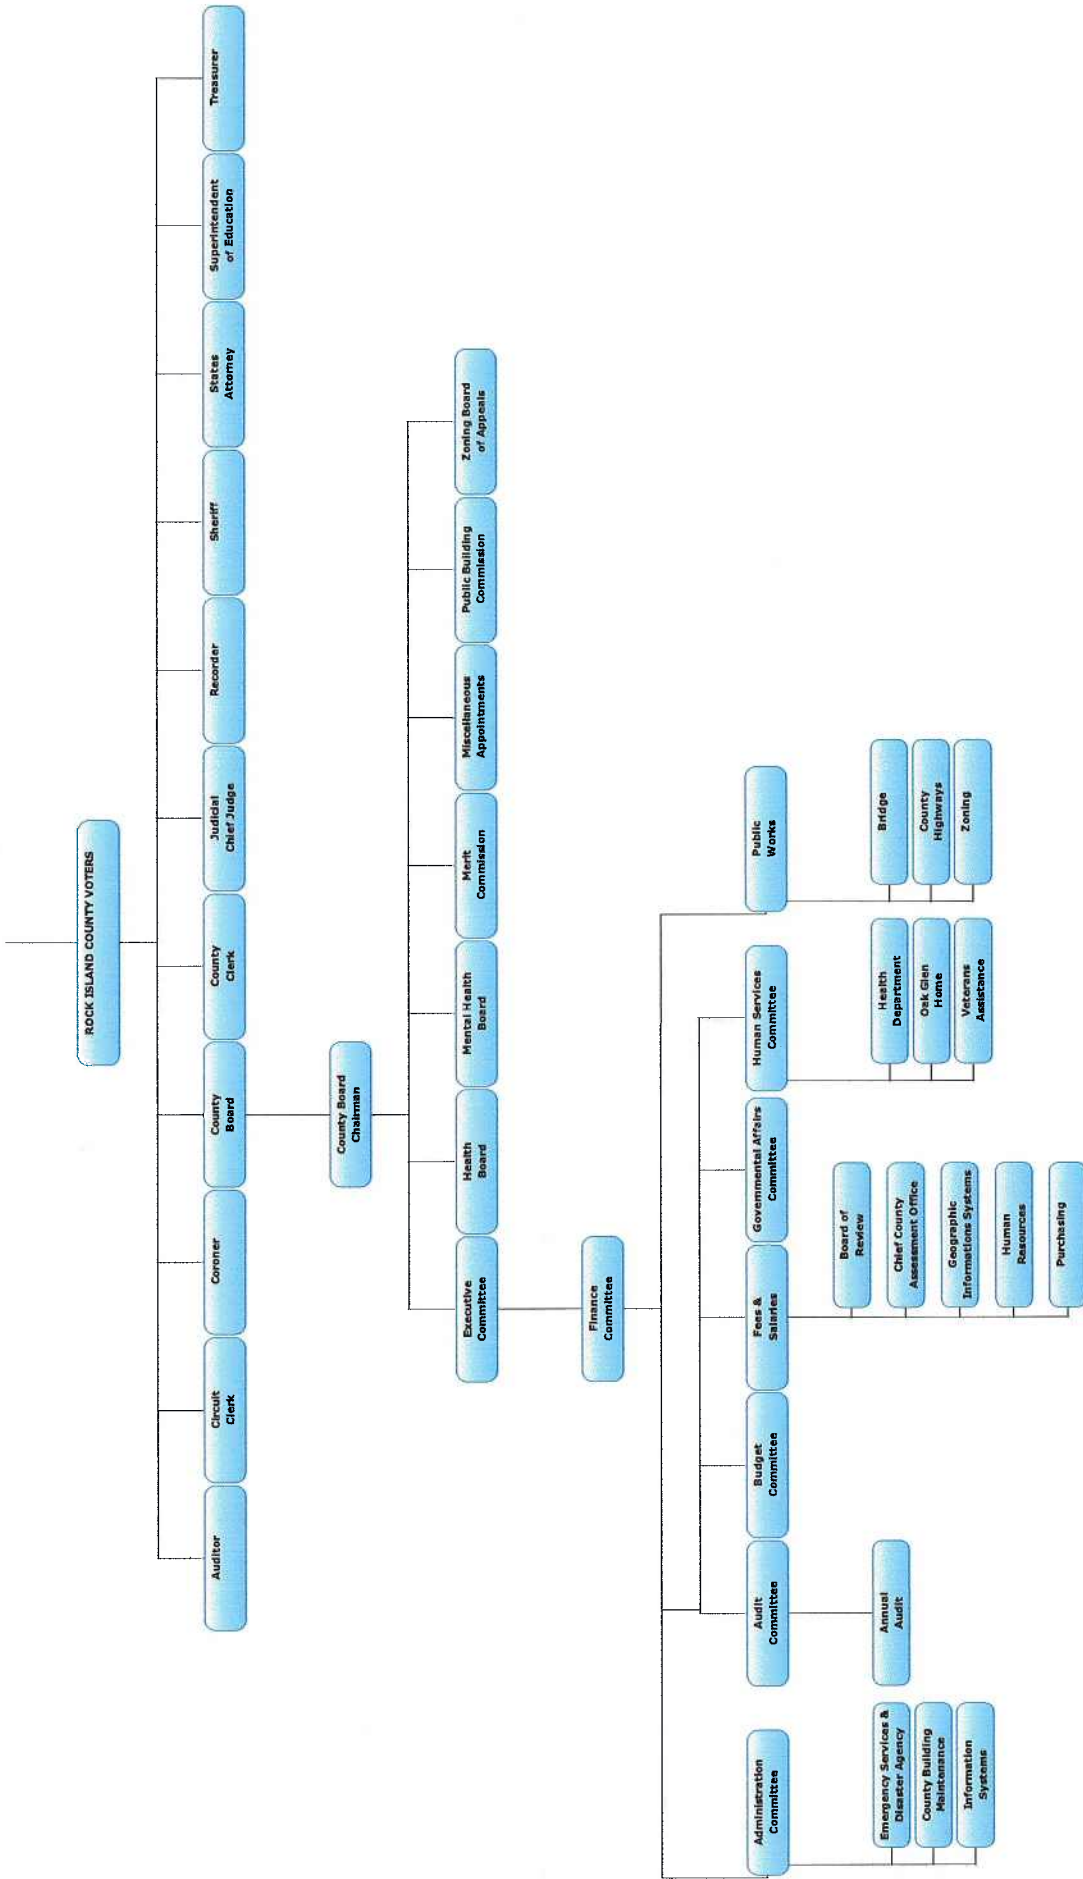 ROCK ISLAND COUNTY VOTERS
Auditor
Circuit
Clerk
Coroner
County
Board
County
Clerk
Judicial
Chief Judge
Recorder
Sheriff
States
Attorney
Superintendent
of Education
Treasurer
County Board
Chairman
Executive
Committee
Health
Board
Mental Health
Board
Merit
Commission
Miscellaneous
Appointments
Public Building
Commission
Zoning Board
of Appeals
Finance
Committee
Administration
Committee
Audit
Committee
Budget
Committee
Fees &
Salaries
Governmental Affairs
Committee
Human Services
Committee
Public
Works
Emergency Services &
Disaster Agency
County Building
Maintenance
Information
Systems
Annual
Audit
Board of
Review
Chief County
Assessment Office
Geographic
Informations Systems
Human
Resources
Purchasing
Health
Department
Oak Glen
Home
Veterans
Assistance
Bridge
County
Highways
Zoning